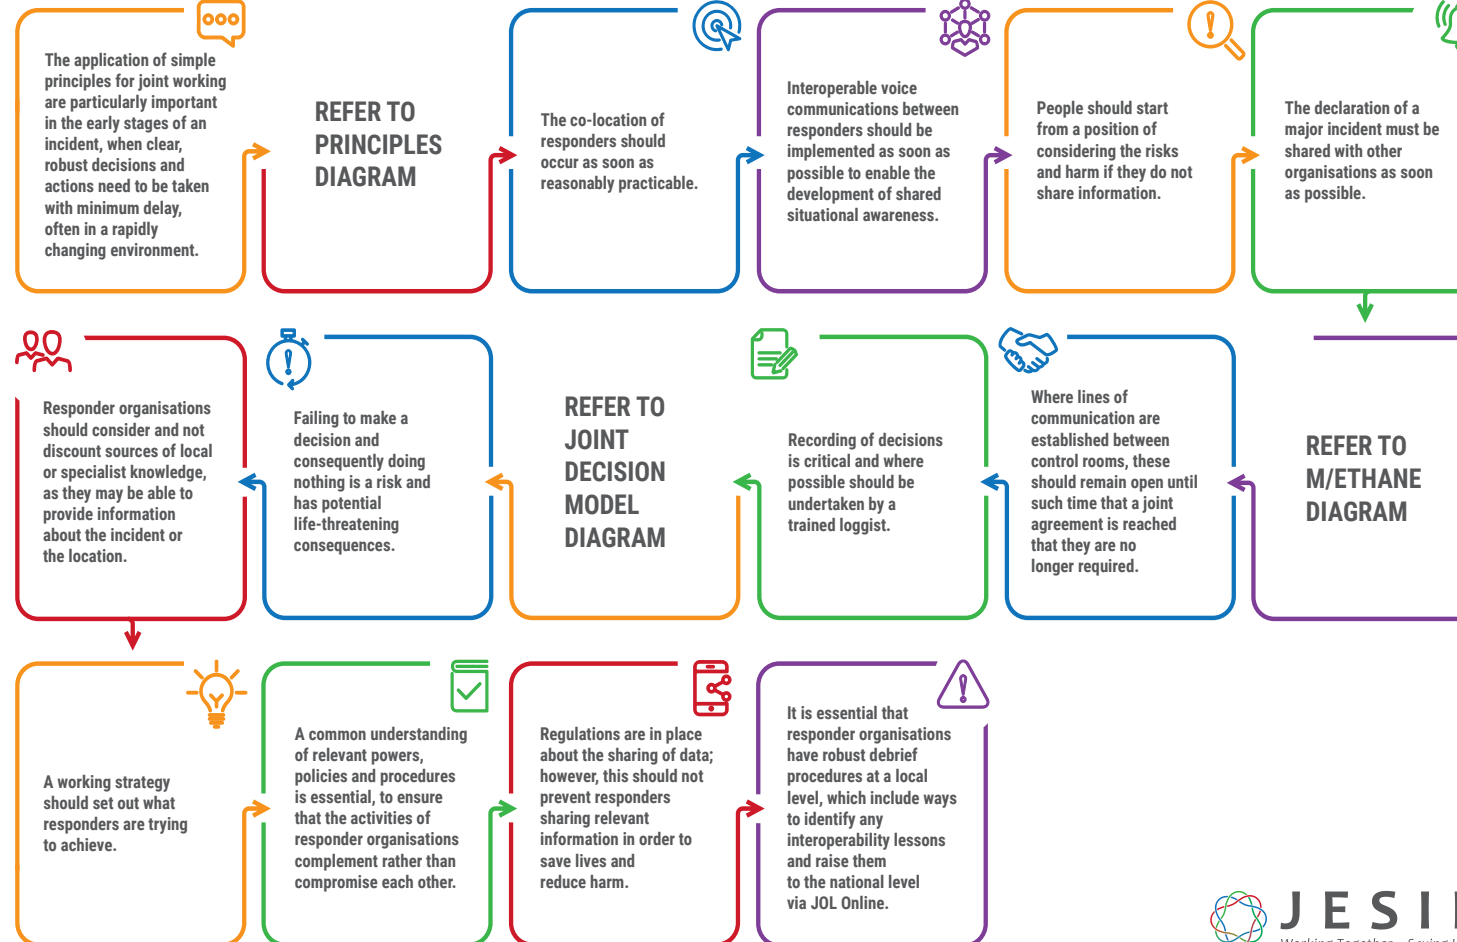 The application of simple
principles for joint working
are particularly important
in the early stages of an
incident, when clear,
robust decisions and
actions need to be taken
with minimum delay,
often in a rapidly
changing environment.
REFER TO
PRINCIPLES
DIAGRAM
The co-location of
responders should
occur as soon as
reasonably practicable.
Interoperable voice
communications between
responders should be
implemented as soon as
possible to enable the
development of shared
situational awareness.
People should start
from a position of
considering the risks
and harm if they do not
share information.
The declaration of a
major incident must be
shared with other
organisations as soon
as possible.
REFER TO
M/ETHANE
DIAGRAM
Where lines of
communication are
established between
control rooms, these
should remain open until
such time that a joint
agreement is reached
that they are no
longer required.
Recording of decisions
is critical and where
possible should be
undertaken by a
trained loggist.
REFER TO
JOINT
DECISION
MODEL
DIAGRAM
Failing to make a
decision and
consequently doing
nothing is a risk and
has potential
life-threatening
consequences.
Responder organisations
should consider and not
discount sources of local
or specialist knowledge,
as they may be able to
provide information
about the incident or
the location.
A working strategy
should set out what
responders are trying
to achieve.
A common understanding
of relevant powers,
policies and procedures
is essential, to ensure
that the activities of
responder organisations
complement rather than
compromise each other.
Regulations are in place
about the sharing of data;
however, this should not
prevent responders
sharing relevant
information in order to
save lives and
reduce harm.
It is essential that
responder organisations
have robust debrief
procedures at a local
level, which include ways
to identify any
interoperability lessons
and raise them
to the national level
via JOL Online.
JESI
Working Together